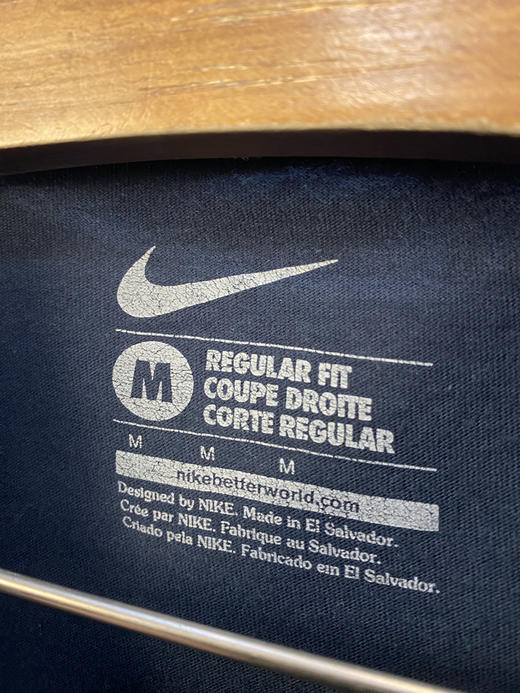 M
REGULAR FIT
COUPE DROITE
CORTE REGULAR
M M M
nikebetterworld.com
Designed by NIKE. Made in El Salvador.
Crée par NIKE. Fabrique au Salvador.
Criado pela NIKE. Fabricado em El Salvador.